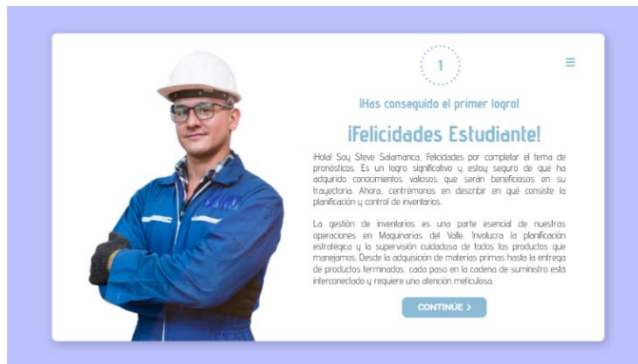 1
¡Has conseguido el primer logro!
¡Felicidades Estudiante!
¡Hola! Soy Steve Salamanca. Felicidades por completar el tema de
pronósticos. Es un logro significativo y estoy seguro de que ha
adquirido conocimientos valiosos que serán beneficiosos en su
trayectoria. Ahora, centrémonos en describir en qué consiste la
planificación y control de inventarios.
La gestión de inventarios es una parte esencial de nuestras
operaciones en Maquinarias del Valle. Involucra la planificación
estratégica y la supervisión cuidadosa de todos los productos que
manejamos. Desde la adquisición de materias primas hasta la entrega
de productos terminados, cada paso en la cadena de suministro está
interconectado y requiere una atención meticulosa.
CONTINÚE >